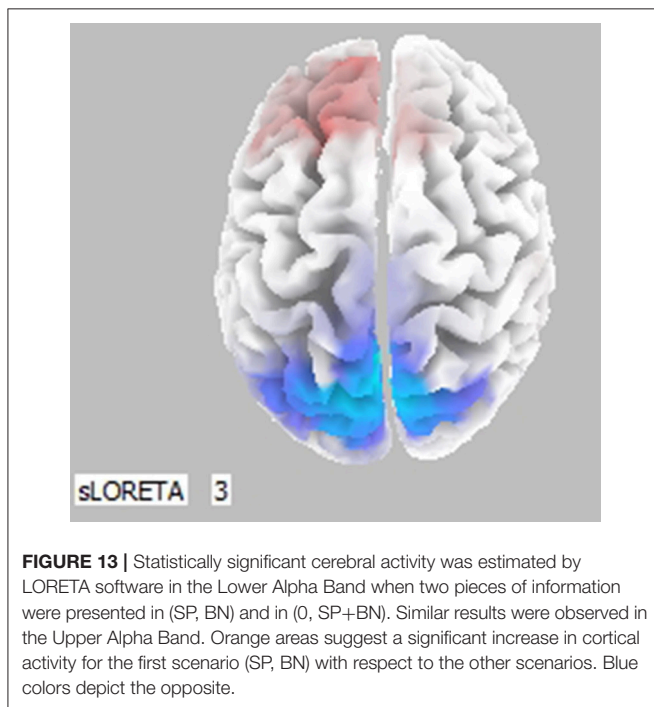 sLORETA 3
FIGURE 13 | Statistically significant cerebral activity was estimated by
LORETA software in the Lower Alpha Band when two pieces of information
were presented in (SP, BN) and in (0, SP+BN). Similar results were observed in
the Upper Alpha Band. Orange areas suggest a significant increase in cortical
activity for the first scenario (SP, BN) with respect to the other scenarios. Blue
colors depict the opposite.